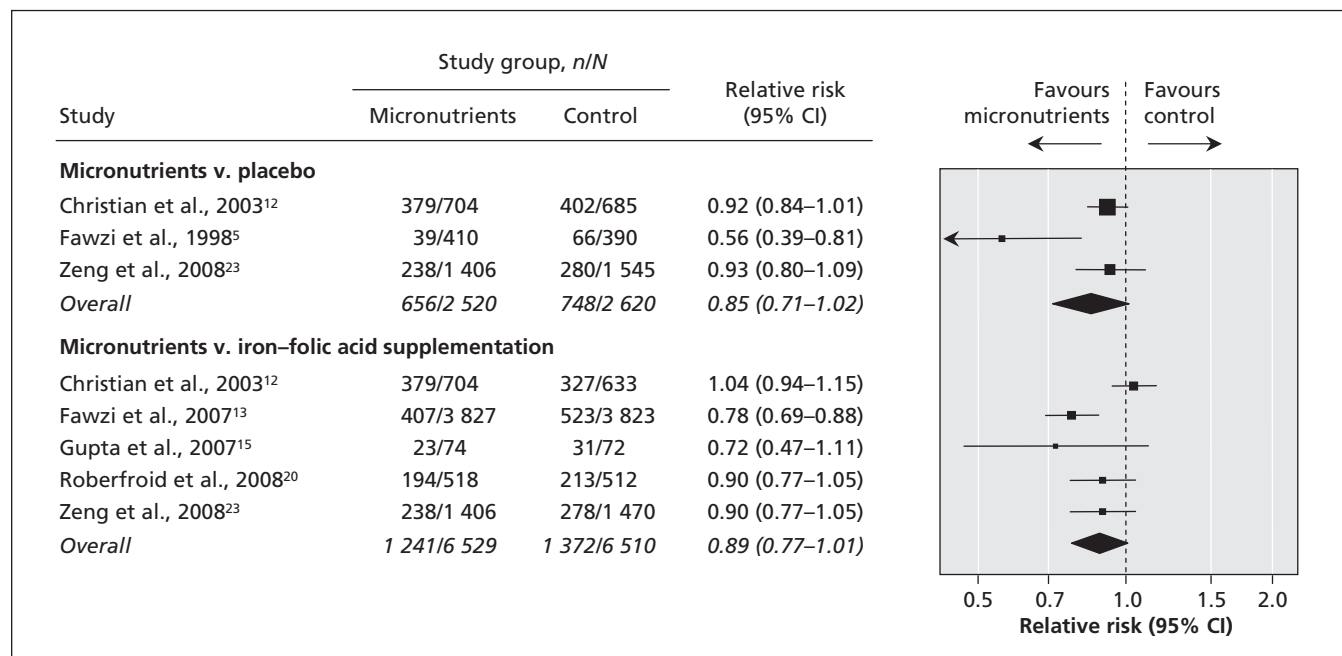 Study group, n/N
Relative risk
(95% CI)
Study Micronutrients Control
Favours micronutrients
Favours control
Micronutrients v. placebo
Christian et al., 2003¹² 379/704 402/685 0.92 (0.84–1.01)
Fawzi et al., 1998⁵ 39/410 66/390 0.56 (0.39–0.81)
Zeng et al., 2008²³ 238/1 406 280/1 545 0.93 (0.80–1.09)
Overall 656/2 520 748/2 620 0.85 (0.71–1.02)
Micronutrients v. iron–folic acid supplementation
Christian et al., 2003¹² 379/704 327/633 1.04 (0.94–1.15)
Fawzi et al., 2007¹³ 407/3 827 523/3 823 0.78 (0.69–0.88)
Gupta et al., 2007¹⁵ 23/74 31/72 0.72 (0.47–1.11)
Roberfroid et al., 2008²⁰ 194/518 213/512 0.90 (0.77–1.05)
Zeng et al., 2008²³ 238/1 406 278/1 470 0.90 (0.77–1.05)
Overall 1 241/6 529 1 372/6 510 0.89 (0.77–1.01)
0.5 0.7 1.0 1.5 2.0
Relative risk (95% CI)